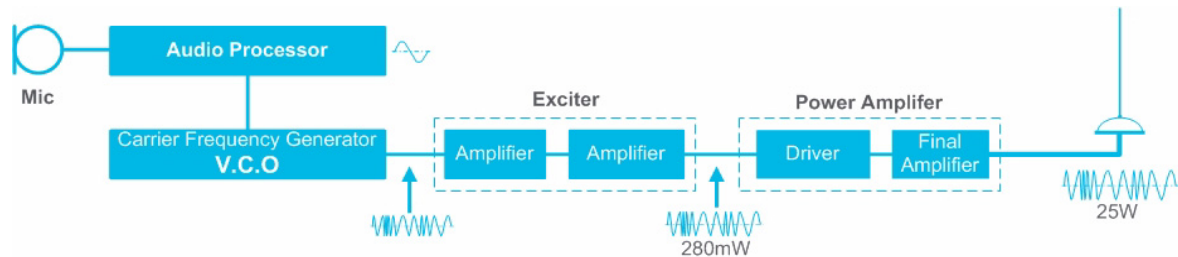 Audio Processor
Mic
Exciter
Power Amplifer
Carrier Frequency Generator
V.C.O
Amplifier
Amplifier
Driver
Final
Amplifier
280mW
25W